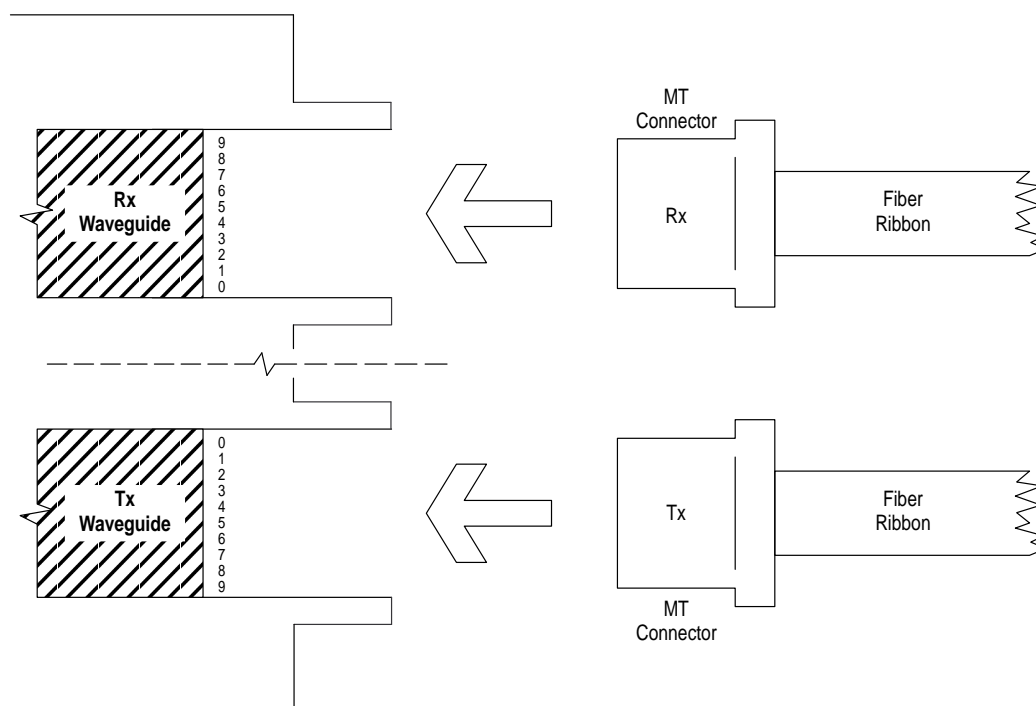 MT
Connector
9
8
7
6
5
4
3
2
1
0
Rx
Waveguide
Rx
Fiber
Ribbon
0
1
2
3
4
5
6
7
8
9
Tx
Waveguide
Tx
Fiber
Ribbon
MT
Connector